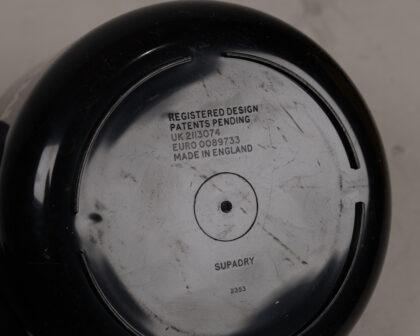 REGISTERED DESIGN
PATENTS PENDING
UK 2113074
EURO 0089733
MADE IN ENGLAND
SUPADRY
2353